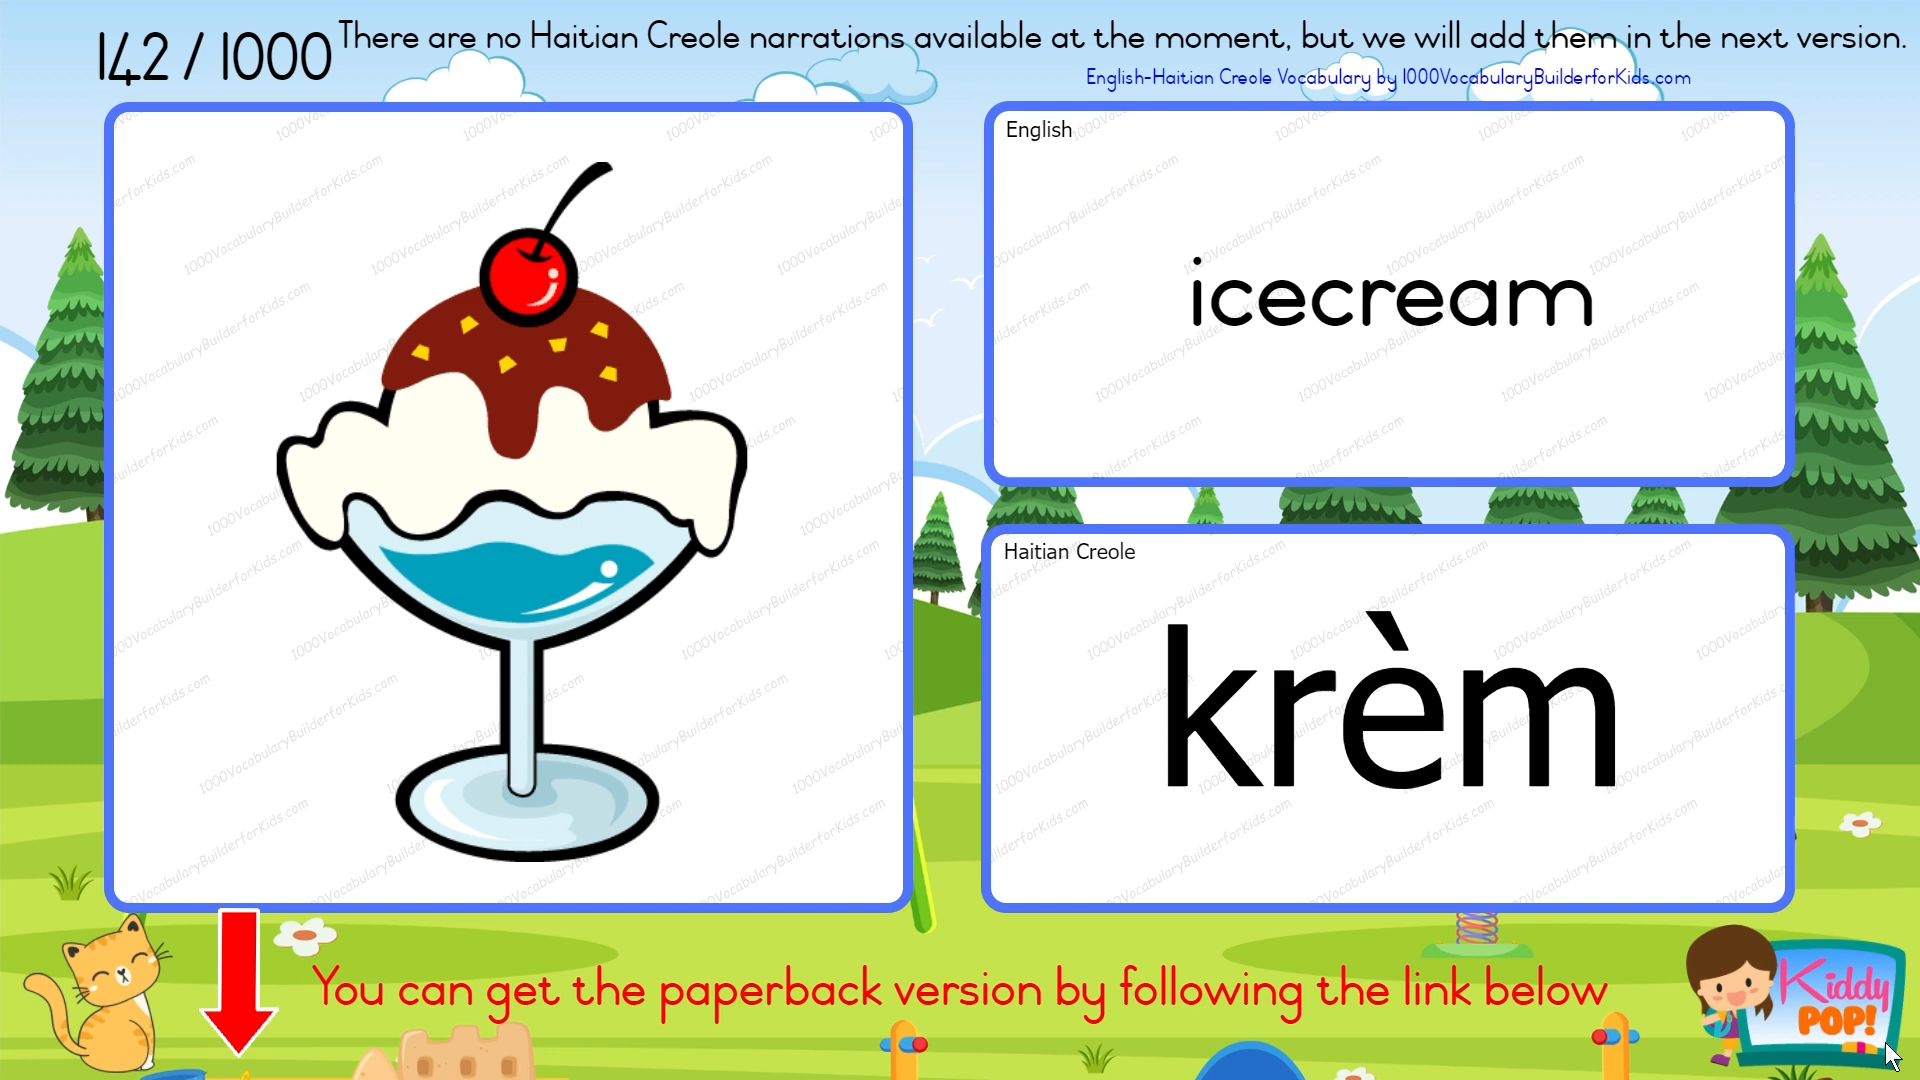 142 / 1000
There are no Haitian Creole narrations available at the moment, but we will add them in the next version.
English-Haitian Creole Vocabulary by 1000VocabularyBuilderforKids.com
English
icecream
Haitian Creole
krèm
You can get the paperback version by following the link below
Kiddy
POP!
1000VocabularyBuilderforKids.com